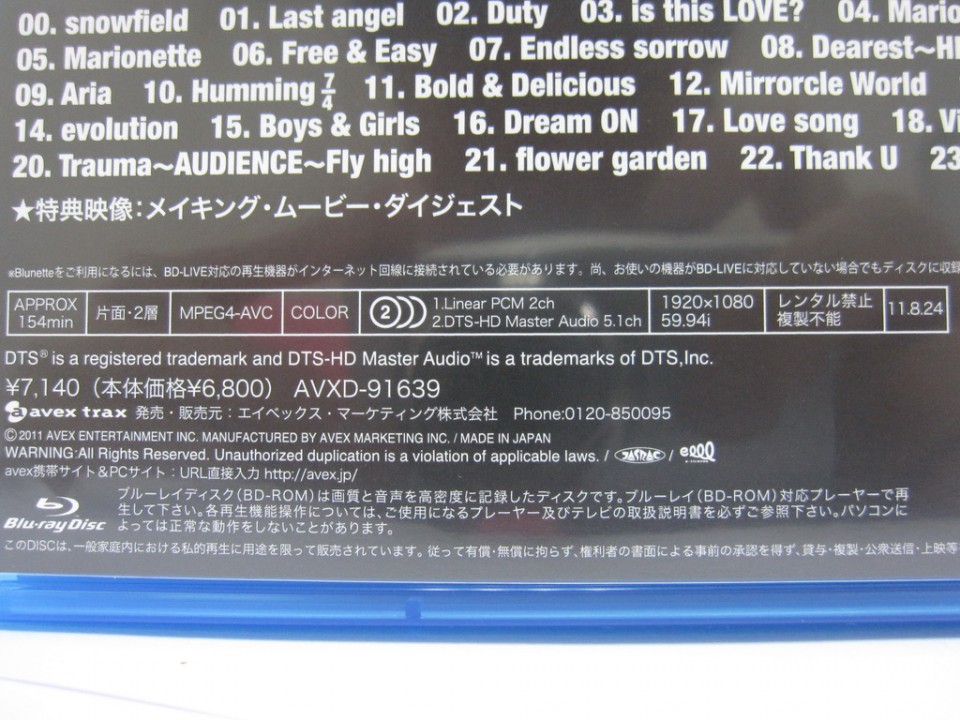 00. snowfield 01. Last angel 02. Duty 03. is this LOVE? 04. Mario
05. Marionette 06. Free & Easy 07. Endless sorrow 08. Dearest~H
09. Aria 10. Humming 7/4 11. Bold & Delicious 12. Mirrorcle World
14. evolution 15. Boys & Girls 16. Dream ON 17. Love song 18. Vi
20. Trauma~AUDIENCE~Fly high 21. flower garden 22. Thank U 23
★特典映像:メイキング・ムービー・ダイジェスト
※Blunetteをご利用になるには、BD-LIVE対応の再生機器がインターネット回線に接続されている必要があります。尚、お使いの機器がBD-LIVEに対応していない場合でもディスクに収録
APPROX 154min 片面・2層 MPEG4-AVC COLOR 2 1.Linear PCM 2ch 2.DTS-HD Master Audio 5.1ch 1920×1080 59.94i レンタル禁止 複製不能 11.8.24
DTS® is a registered trademark and DTS-HD Master Audio™ is a trademarks of DTS,Inc.
¥7,140(本体価格¥6,800) AVXD-91639
avex trax 発売・販売元:エイベックス・マーケティング株式会社 Phone:0120-850095
©2011 AVEX ENTERTAINMENT INC. MANUFACTURED BY AVEX MARKETING INC. / MADE IN JAPAN
WARNING:All Rights Reserved. Unauthorized duplication is a violation of applicable laws. / JASRAC /
avex携帯サイト&PCサイト:URL直接入力 http://avex.jp/
Blu-ray Disc
ブルーレイディスク(BD-ROM)は画質と音声を高密度に記録したディスクです。ブルーレイ(BD-ROM)対応プレーヤーで再
生して下さい。各再生機能操作については、ご使用になるプレーヤー及びテレビの取扱説明書を必ずご参照下さい。パソコンに
よっては正常な動作をしないことがあります。
このDISCは、一般家庭内における私的再生に用途を限って販売されています。従って有償・無償に拘らず、権利者の書面による事前の承認を得ず、貸与・複製・公衆送信・上映等